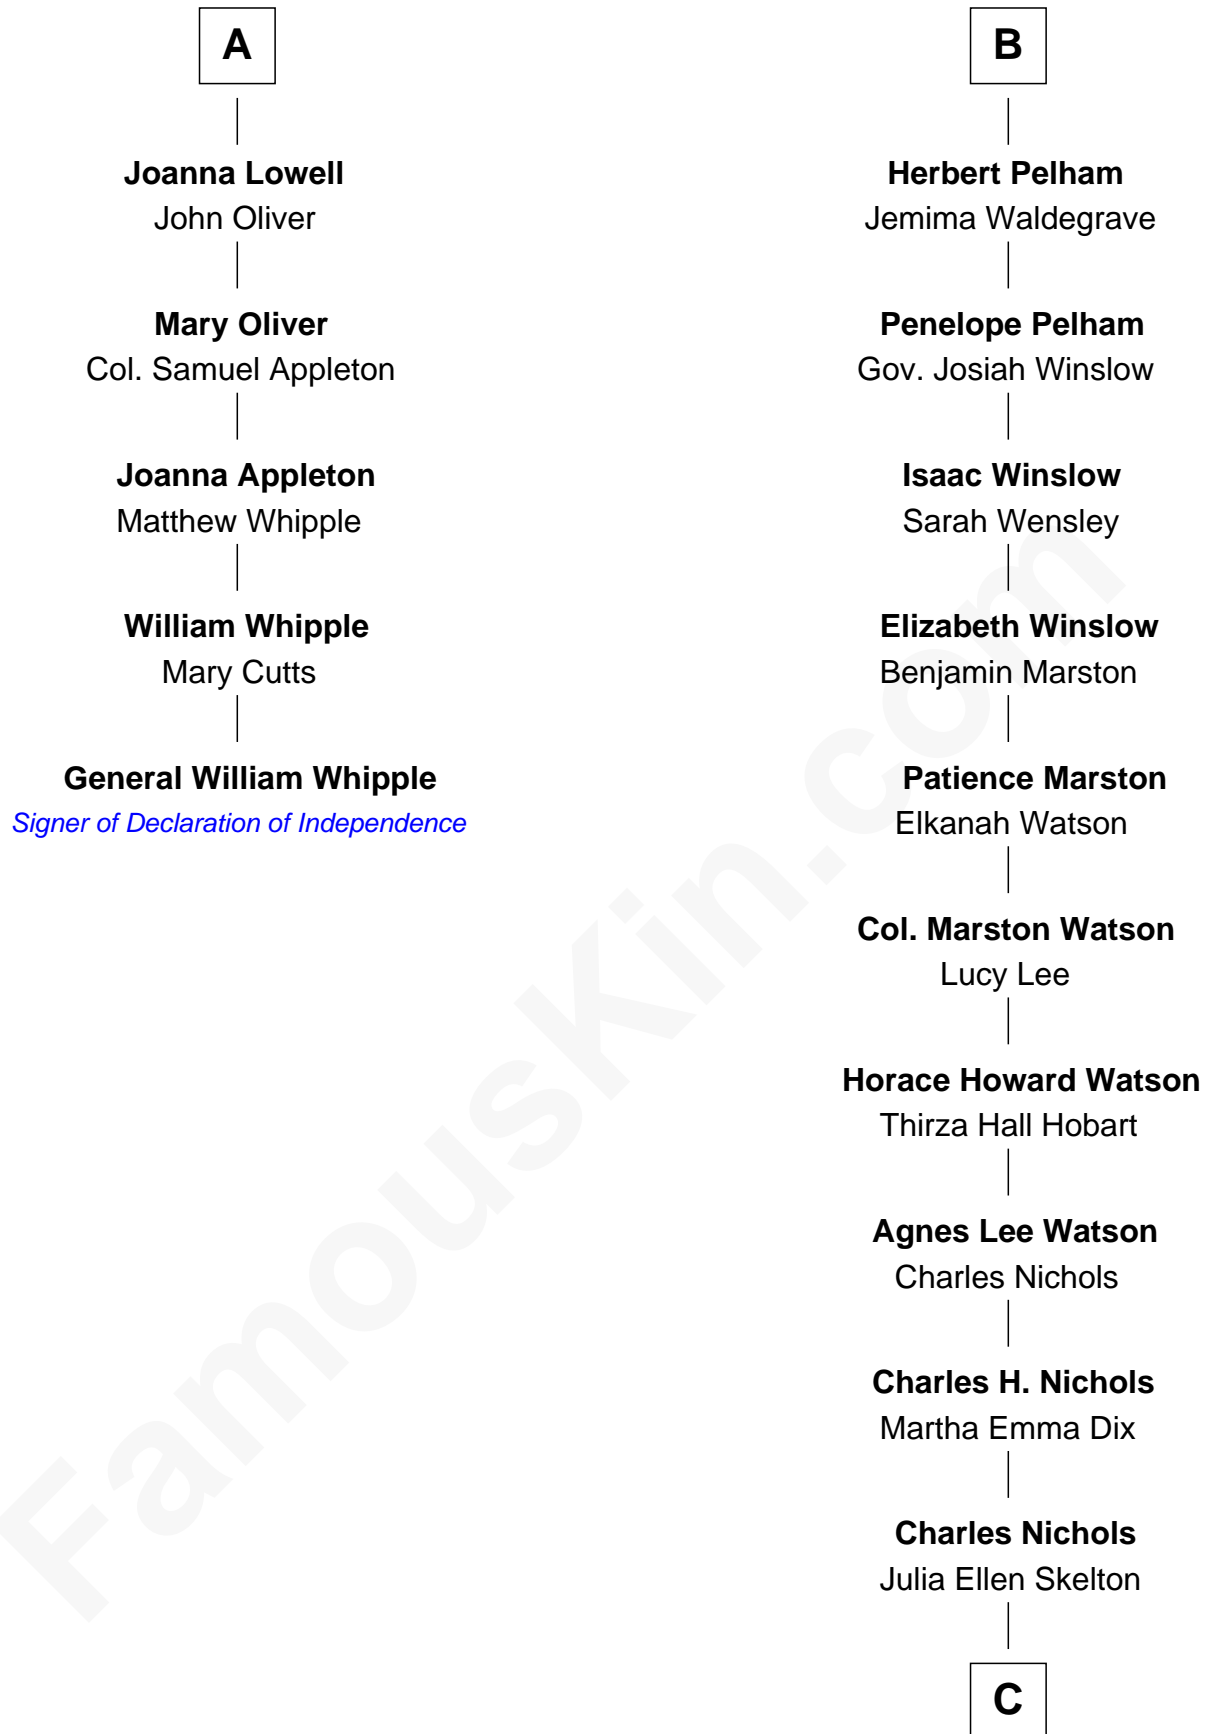 A
Joanna Lowell
John Oliver
Mary Oliver
Col. Samuel Appleton
Joanna Appleton
Matthew Whipple
William Whipple
Mary Cutts
General William Whipple
Signer of Declaration of Independence
B
Herbert Pelham
Jemima Waldegrave
Penelope Pelham
Gov. Josiah Winslow
Isaac Winslow
Sarah Wensley
Elizabeth Winslow
Benjamin Marston
Patience Marston
Elkanah Watson
Col. Marston Watson
Lucy Lee
Horace Howard Watson
Thirza Hall Hobart
Agnes Lee Watson
Charles Nichols
Charles H. Nichols
Martha Emma Dix
Charles Nichols
Julia Ellen Skelton
C
FamousKin.com